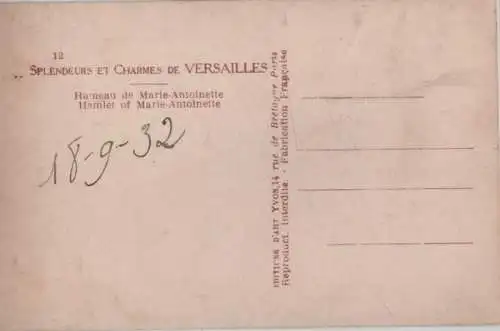 12
SPLENDEURS ET CHARMES DE VERSAILLES
Hameau de Marie-Antoinette
Hamlet of Marie-Antoinette
18-9-32
EDITIONS D'ART YVON, 14 rue de Bretagne Paris
Reproduct. Interdite. - Fabrication Française